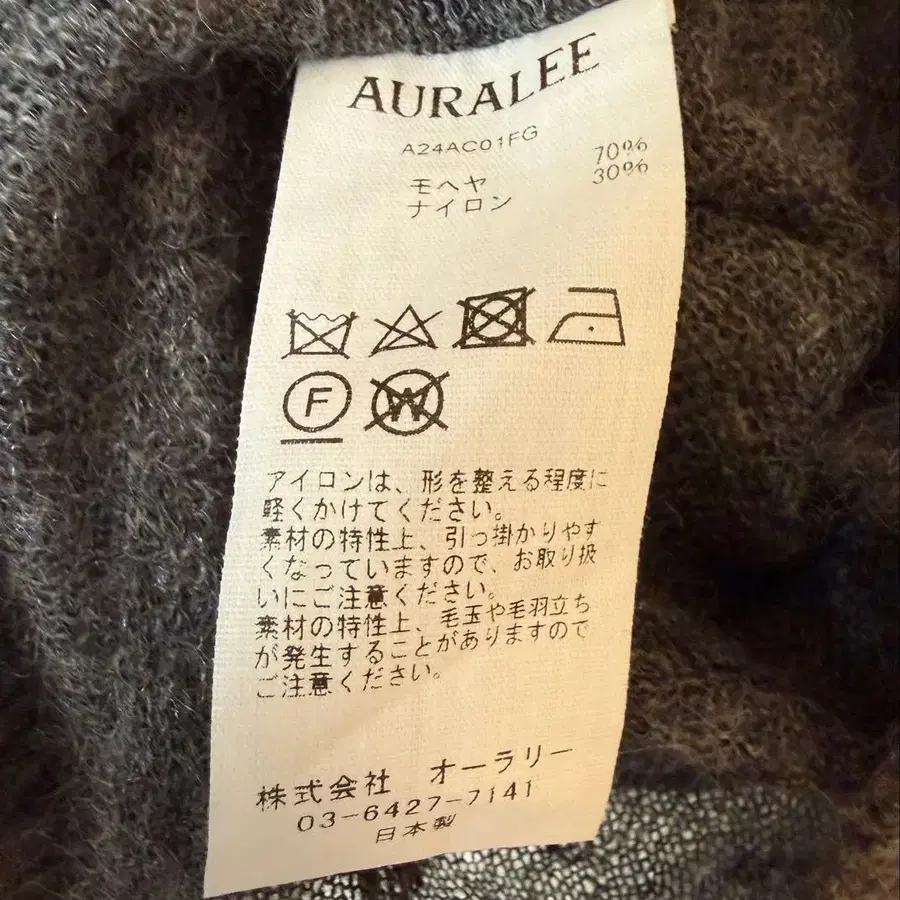 AURALEE
A24AC01FG
モヘヤ 70%
ナイロン 30%
F W
アイロンは、形を整える程度に
軽くかけてください。
素材の特性上、引っ掛かりやす
くなっていますので、お取り扱
いにご注意ください。
素材の特性上、毛玉や毛羽立ち
が発生することがありますので
ご注意ください。
株式会社 オーラリー
03-6427-7141
日本製